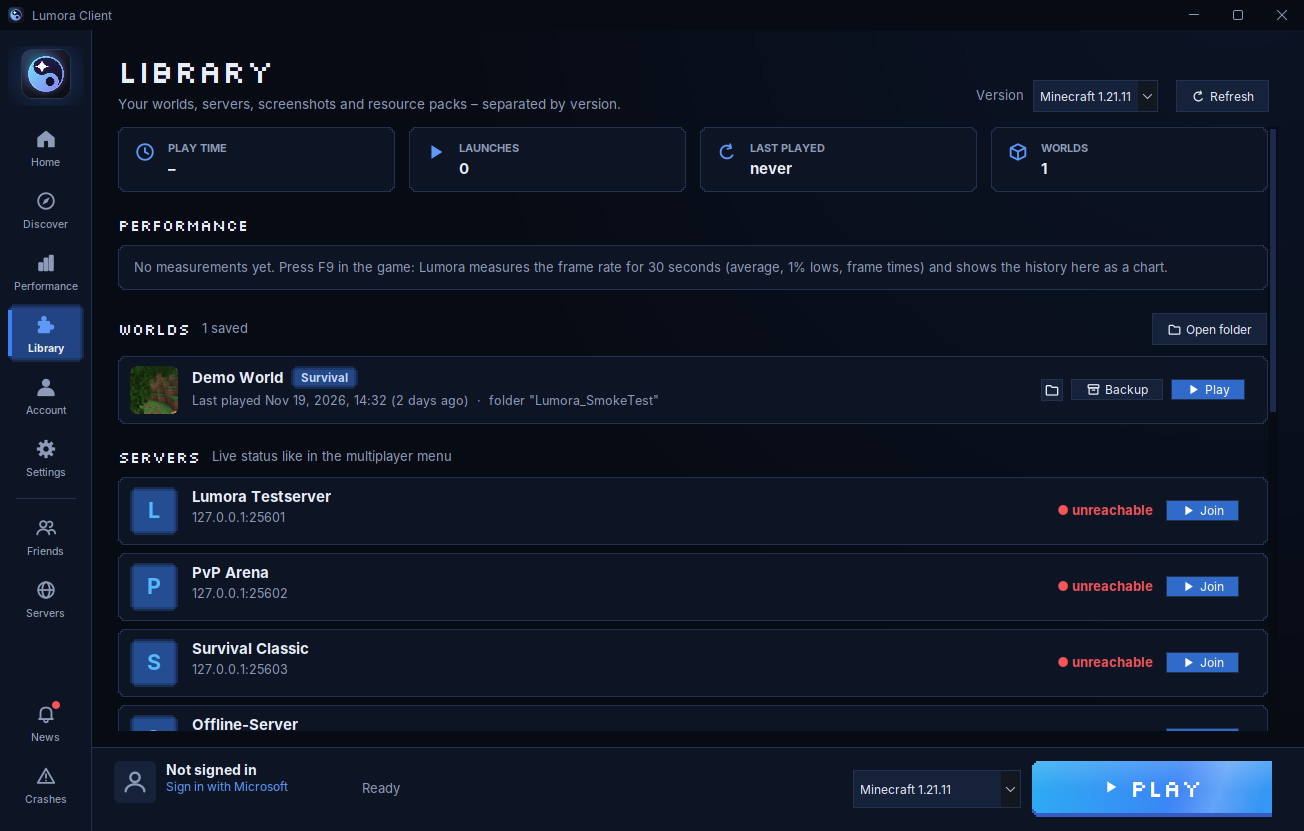 Lumora Client
LIBRARY
Your worlds, servers, screenshots and resource packs – separated by version.
Version
Minecraft 1.21.11
Refresh
Home
Discover
Performance
Library
Account
Settings
Friends
Servers
News
Crashes
PLAY TIME
–
LAUNCHES
0
LAST PLAYED
never
WORLDS
1
PERFORMANCE
No measurements yet. Press F9 in the game: Lumora measures the frame rate for 30 seconds (average, 1% lows, frame times) and shows the history here as a chart.
WORLDS 1 saved
Open folder
Demo World Survival
Last played Nov 19, 2026, 14:32 (2 days ago) · folder "Lumora_SmokeTest"
Backup
Play
SERVERS Live status like in the multiplayer menu
L
Lumora Testserver
127.0.0.1:25601
unreachable
Join
P
PvP Arena
127.0.0.1:25602
unreachable
Join
S
Survival Classic
127.0.0.1:25603
unreachable
Join
Offline-Server
Not signed in
Sign in with Microsoft
Ready
Minecraft 1.21.11
PLAY